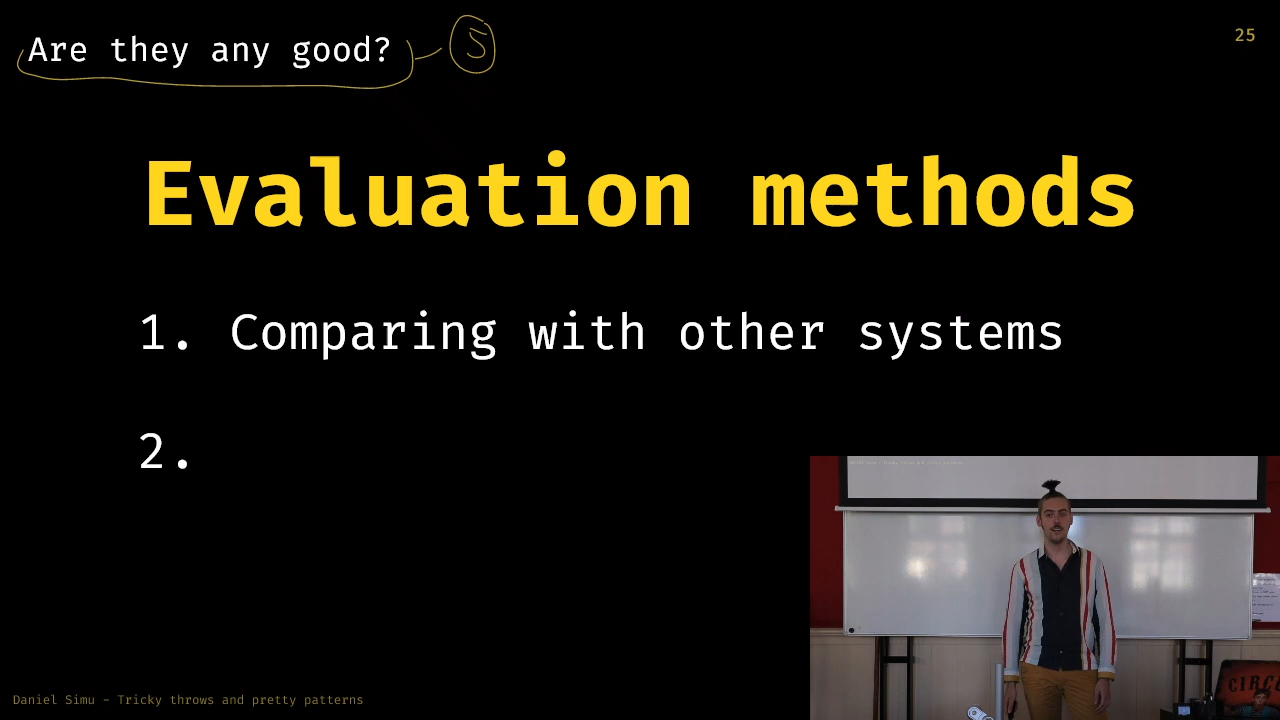 Are they any good?
5
25
Evaluation methods
1. Comparing with other systems
2.
CIRC
Daniel Simu – Tricky throws and pretty patterns